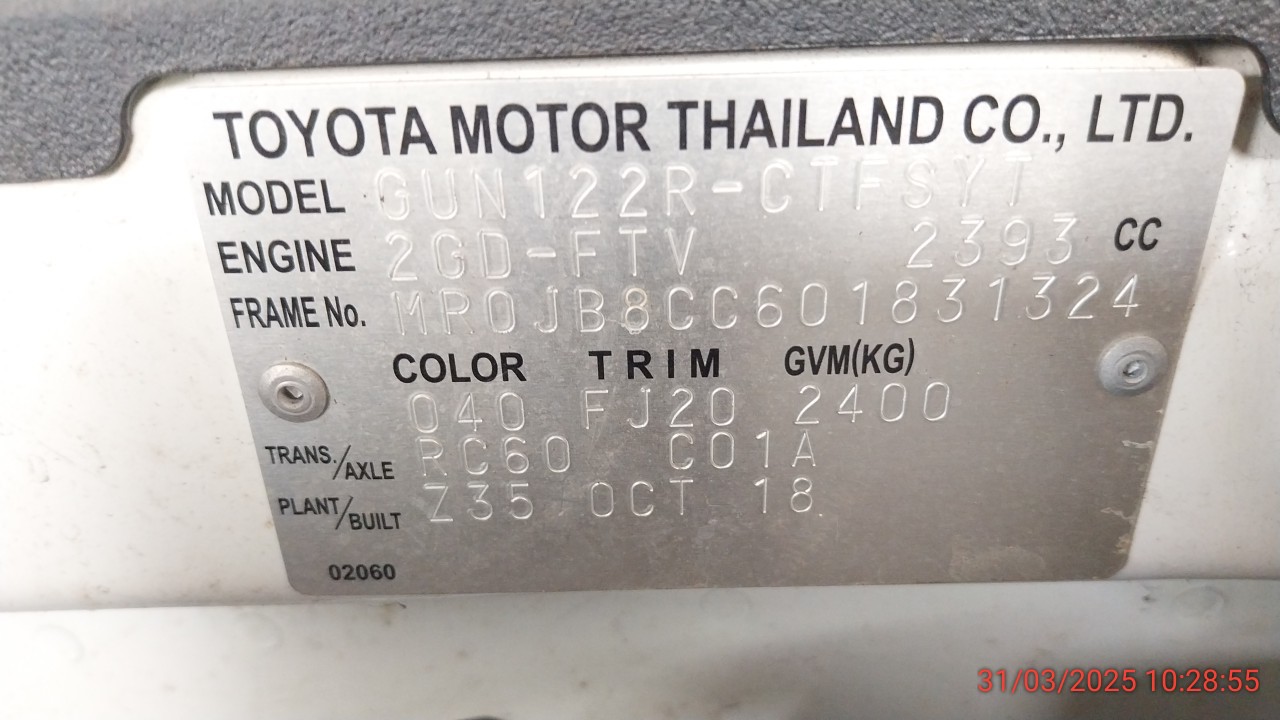 TOYOTA MOTOR THAILAND CO., LTD.
MODEL GUN122R-CTFSYT
ENGINE 2GD-FTV 2393 CC
FRAME No. MR0JB8CC601831324
COLOR TRIM GVM(KG)
040 FJ20 2400
TRANS./AXLE RC60 C01A
PLANT/BUILT Z35 OCT 18
02060
31/03/2025 10:28:55